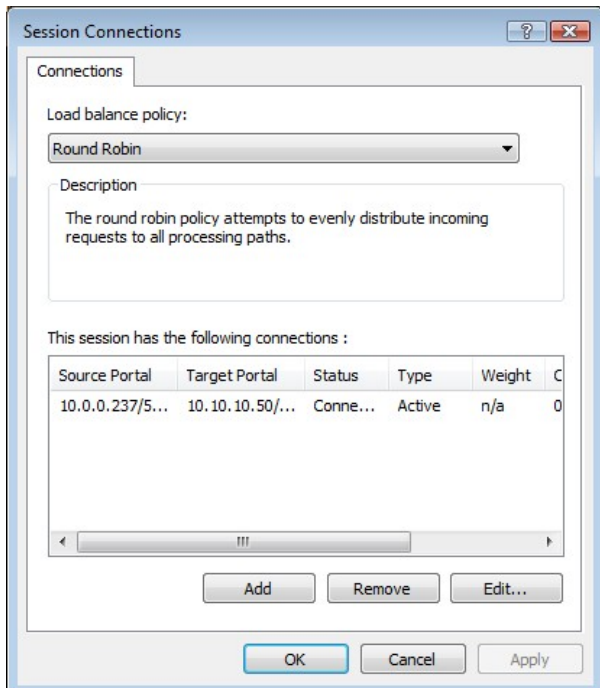 Session Connections
Connections
Load balance policy:
Round Robin
Description
The round robin policy attempts to evenly distribute incoming
requests to all processing paths.
This session has the following connections :
Source Portal Target Portal Status Type Weight C
10.0.0.237/5... 10.10.10.50/... Conne... Active n/a 0
Add Remove Edit...
OK Cancel Apply